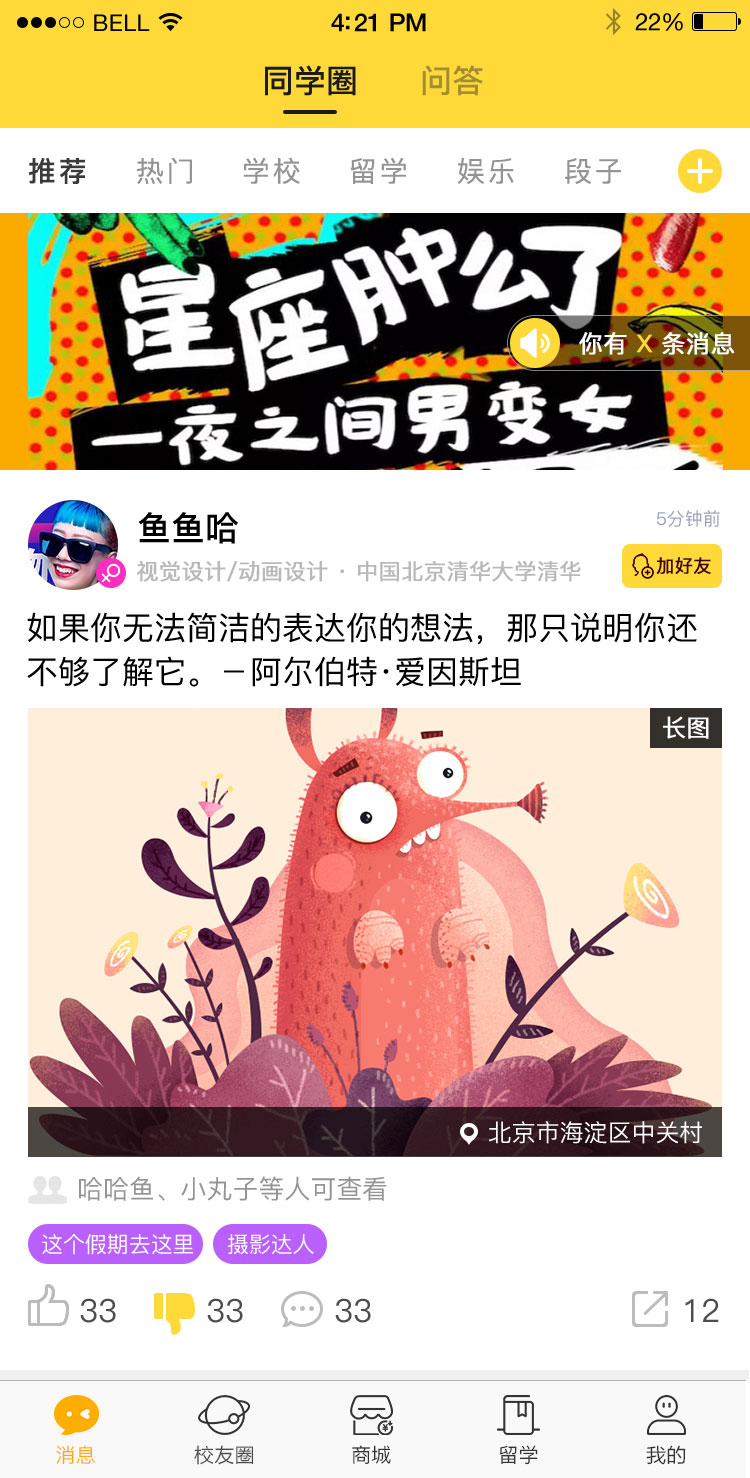 BELL 4:21 PM 22%
同学圈 问答
推荐 热门 学校 留学 娱乐 段子
星座肿么了
你有 X 条消息
一夜之间男变女
鱼鱼哈
5分钟前
视觉设计/动画设计 · 中国北京清华大学清华
加好友
如果你无法简洁的表达你的想法，那只说明你还
不够了解它。－阿尔伯特·爱因斯坦
长图
北京市海淀区中关村
哈哈鱼、小丸子等人可查看
这个假期去这里 摄影达人
33 33 33 12
消息 校友圈 商城 留学 我的